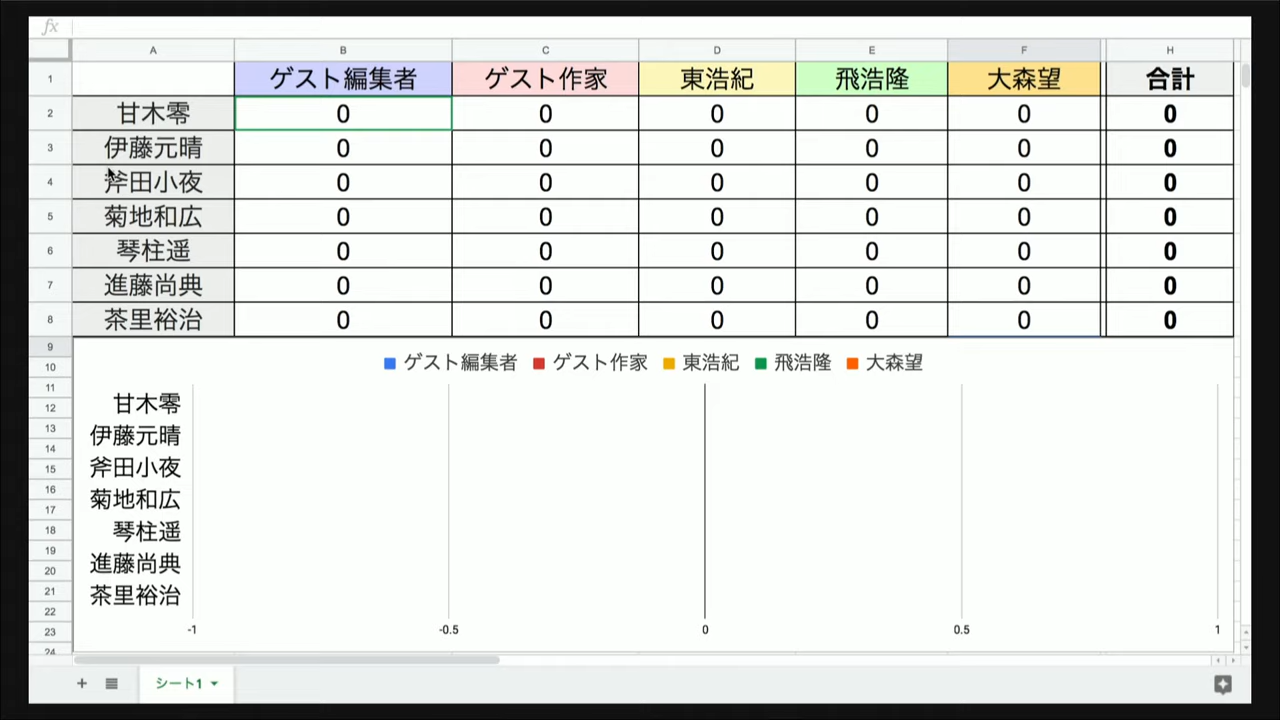 fx
A B C D E F H
1 ゲスト編集者 ゲスト作家 東浩紀 飛浩隆 大森望 合計
2 甘木零 0 0 0 0 0 0
3 伊藤元晴 0 0 0 0 0 0
4 斧田小夜 0 0 0 0 0 0
5 菊地和広 0 0 0 0 0 0
6 琴柱遥 0 0 0 0 0 0
7 進藤尚典 0 0 0 0 0 0
8 茶里裕治 0 0 0 0 0 0
9
10 ゲスト編集者 ゲスト作家 東浩紀 飛浩隆 大森望
11
12 甘木零
13 伊藤元晴
14
15 斧田小夜
16 菊地和広
17
18 琴柱遥
19
20 進藤尚典
21 茶里裕治
22
23 -1 -0.5 0 0.5 1
24
シート1